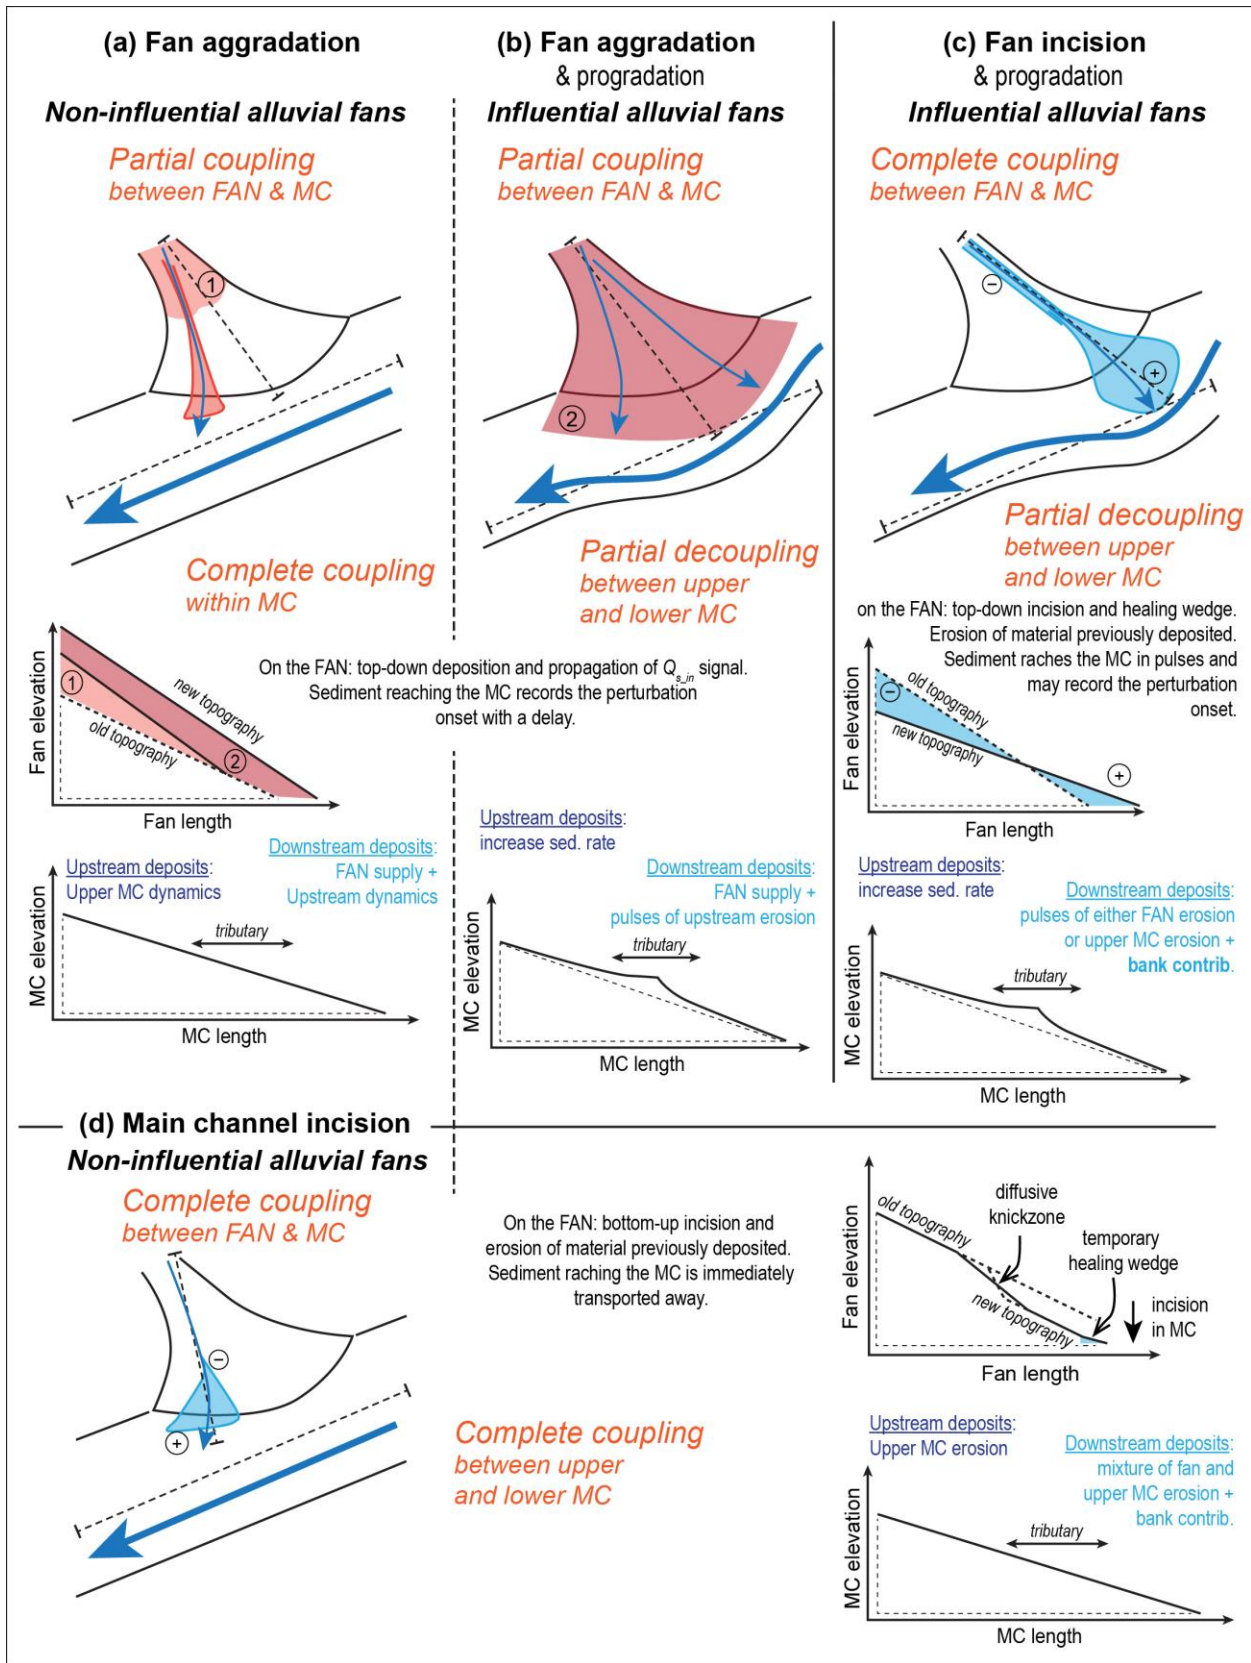 (a) Fan aggradation
Non-influential alluvial fans
Partial coupling
between FAN & MC
1
Complete coupling
within MC
(b) Fan aggradation
& progradation
Influential alluvial fans
Partial coupling
between FAN & MC
2
Partial decoupling
between upper
and lower MC
(c) Fan incision
& progradation
Influential alluvial fans
Complete coupling
between FAN & MC
−
+
Partial decoupling
between upper
and lower MC
Fan elevation
1
new topography
old topography
2
Fan length
On the FAN: top-down deposition and propagation of Qs_in signal.
Sediment reaching the MC records the perturbation
onset with a delay.
on the FAN: top-down incision and healing wedge.
Erosion of material previously deposited.
Sediment raches the MC in pulses and
may record the perturbation
onset.
Fan elevation
−
old topography
new topography
+
Fan length
Upstream deposits:
Upper MC dynamics
Downstream deposits:
FAN supply +
Upstream dynamics
tributary
MC elevation
MC length
Upstream deposits:
increase sed. rate
Downstream deposits:
FAN supply +
pulses of upstream erosion
tributary
MC elevation
MC length
Upstream deposits:
increase sed. rate
Downstream deposits:
pulses of either FAN erosion
or upper MC erosion +
bank contrib.
tributary
MC elevation
MC length
(d) Main channel incision
Non-influential alluvial fans
Complete coupling
between FAN & MC
−
+
On the FAN: bottom-up incision and
erosion of material previously deposited.
Sediment raching the MC is immediately
transported away.
Complete coupling
between upper
and lower MC
Fan elevation
old topography
diffusive
knickzone
temporary
healing wedge
new topography
incision
in MC
Fan length
Upstream deposits:
Upper MC erosion
Downstream deposits:
mixture of fan and
upper MC erosion +
bank contrib.
tributary
MC elevation
MC length